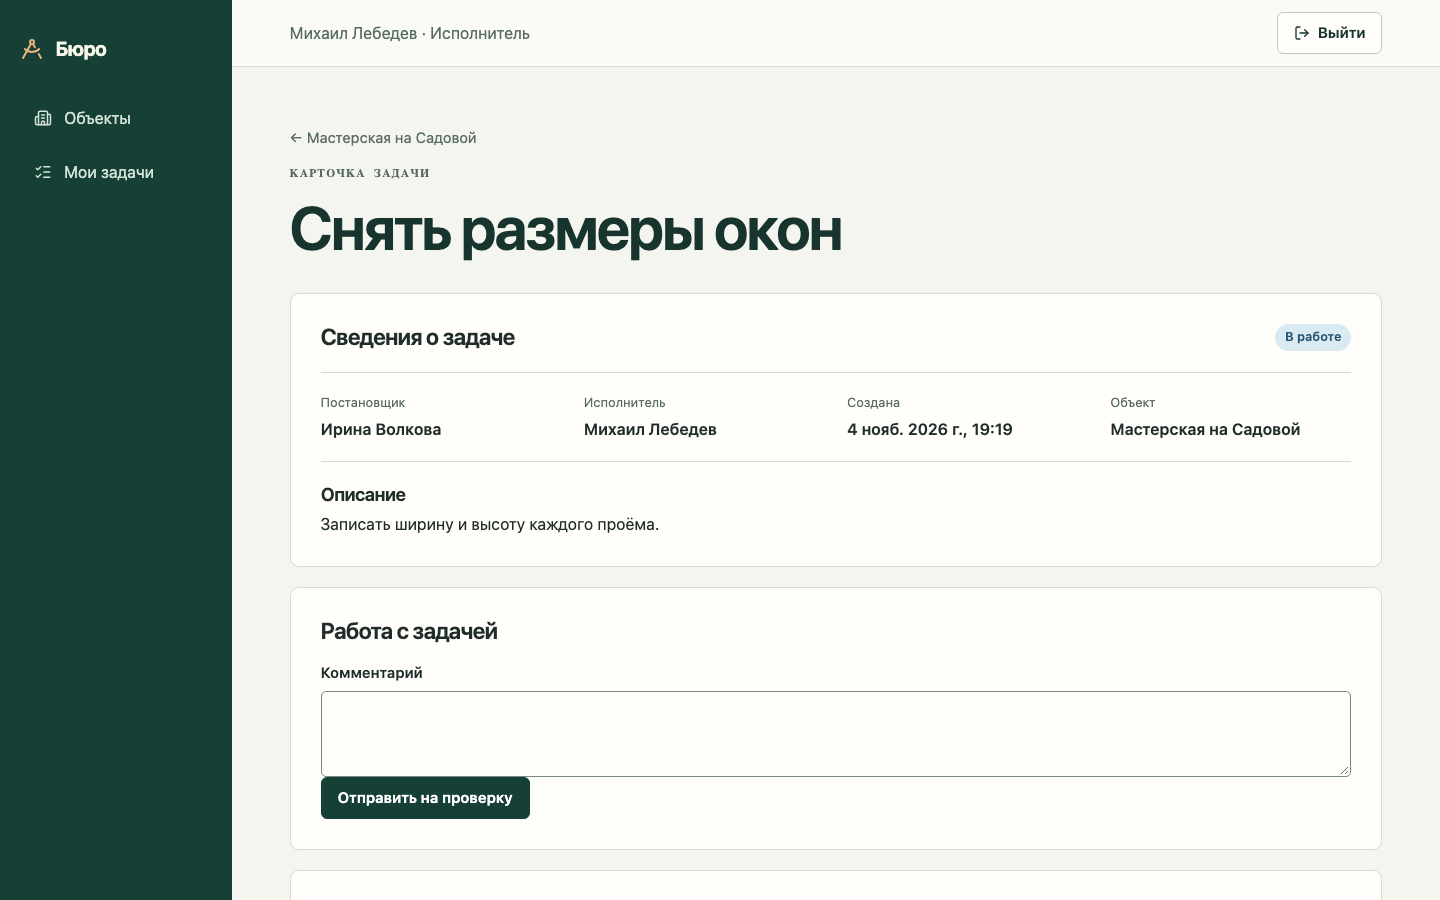 Бюро
Объекты
Мои задачи
Михаил Лебедев · Исполнитель
Выйти
← Мастерская на Садовой
КАРТОЧКА ЗАДАЧИ
Снять размеры окон
Сведения о задаче
В работе
Постановщик
Ирина Волкова
Исполнитель
Михаил Лебедев
Создана
4 нояб. 2026 г., 19:19
Объект
Мастерская на Садовой
Описание
Записать ширину и высоту каждого проёма.
Работа с задачей
Комментарий
Отправить на проверку